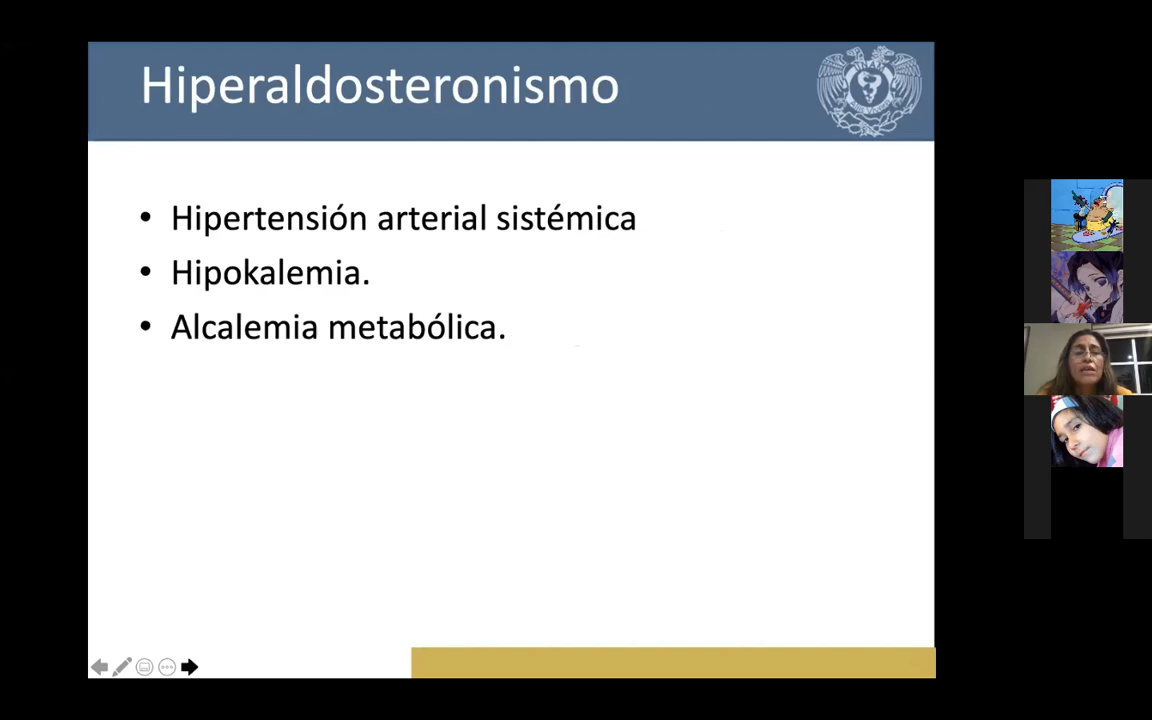 Hiperaldosteronismo
• Hipertensión arterial sistémica
• Hipokalemia.
• Alcalemia metabólica.